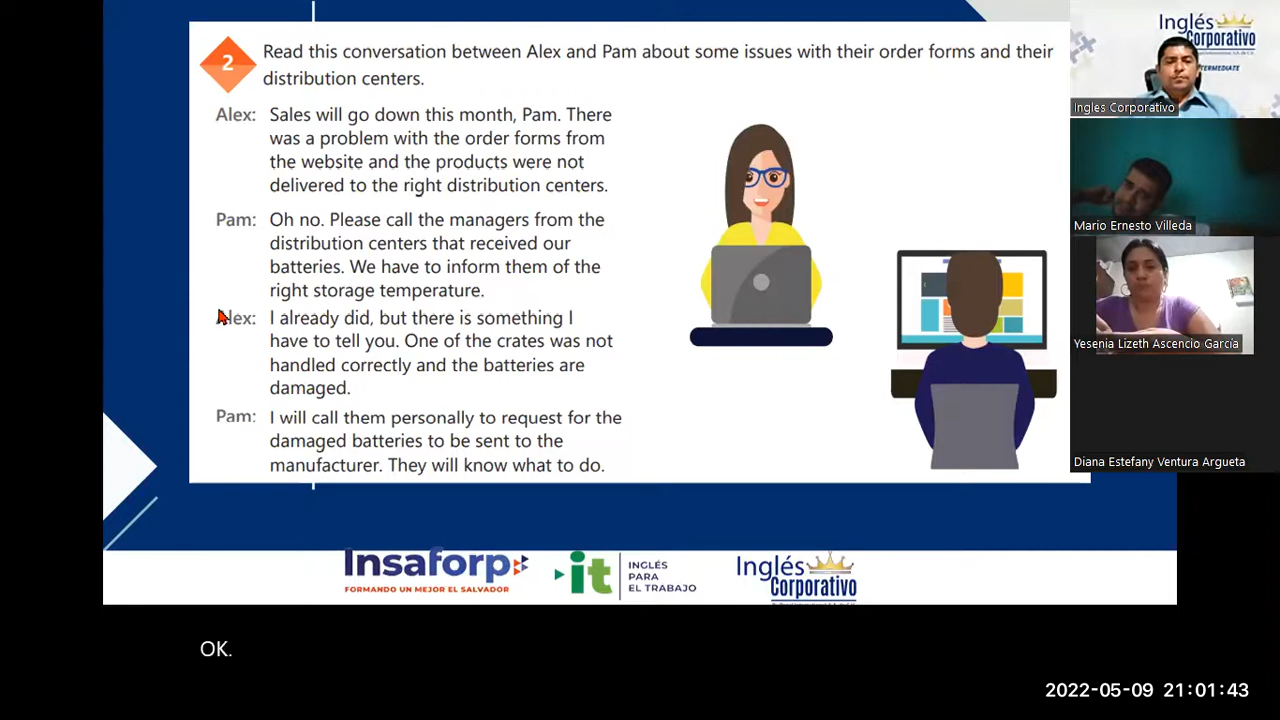 2
Read this conversation between Alex and Pam about some issues with their order forms and their
distribution centers.
Alex: Sales will go down this month, Pam. There
was a problem with the order forms from
the website and the products were not
delivered to the right distribution centers.
Pam: Oh no. Please call the managers from the
distribution centers that received our
batteries. We have to inform them of the
right storage temperature.
Alex: I already did, but there is something I
have to tell you. One of the crates was not
handled correctly and the batteries are
damaged.
Pam: I will call them personally to request for the
damaged batteries to be sent to the
manufacturer. They will know what to do.
Insaforp
FORMANDO UN MEJOR EL SALVADOR
it
INGLÉS
PARA
EL TRABAJO
Inglés
Corporativo
OK.
Inglés
Corporativo
Ingles Corporativo
Mario Ernesto Villeda
Yesenia Lizeth Ascencio García
Diana Estefany Ventura Argueta
2022-05-09 21:01:43